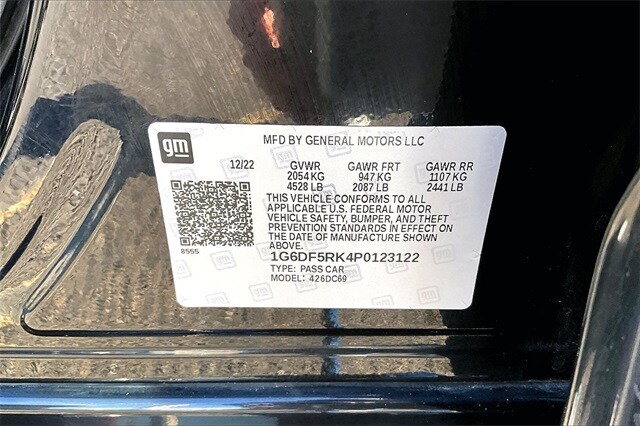 gm
MFD BY GENERAL MOTORS LLC
12/22 GVWR GAWR FRT GAWR RR
2054 KG 947 KG 1107 KG
4528 LB 2087 LB 2441 LB
THIS VEHICLE CONFORMS TO ALL
APPLICABLE U.S. FEDERAL MOTOR
VEHICLE SAFETY, BUMPER, AND THEFT
PREVENTION STANDARDS IN EFFECT ON
THE DATE OF MANUFACTURE SHOWN
ABOVE.
8555
1G6DF5RK4P0123122
TYPE: PASS CAR
MODEL: 426DC69